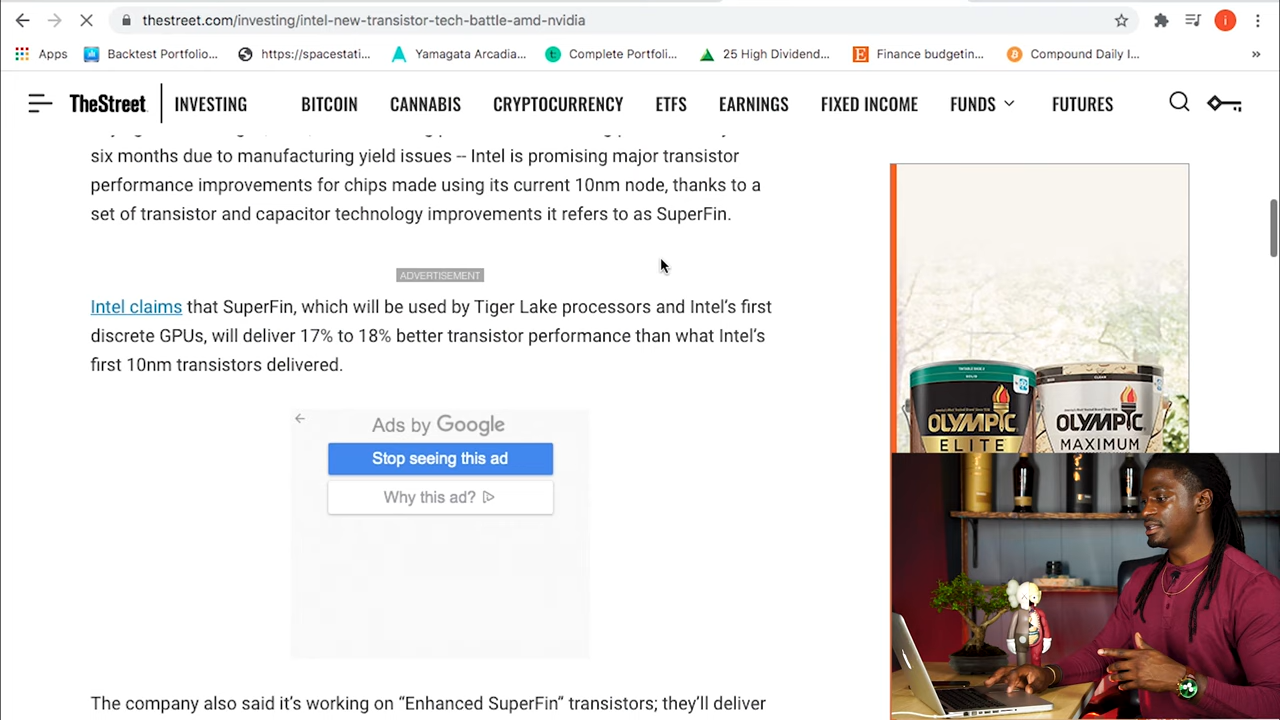 thestreet.com/investing/intel-new-transistor-tech-battle-amd-nvidia
i
Apps
Backtest Portfolio...
https://spacestati...
Yamagata Arcadia...
Complete Portfoli...
25 High Dividend...
Finance budgetin...
Compound Daily I...
»
TheStreet
INVESTING
BITCOIN
CANNABIS
CRYPTOCURRENCY
ETFS
EARNINGS
FIXED INCOME
FUNDS
FUTURES
six months due to manufacturing yield issues -- Intel is promising major transistor
performance improvements for chips made using its current 10nm node, thanks to a
set of transistor and capacitor technology improvements it refers to as SuperFin.
ADVERTISEMENT
Intel claims that SuperFin, which will be used by Tiger Lake processors and Intel's first
discrete GPUs, will deliver 17% to 18% better transistor performance than what Intel's
first 10nm transistors delivered.
Ads by Google
Stop seeing this ad
Why this ad?
OLYMPIC
ELITE
OLYMPIC
MAXIMUM
The company also said it's working on “Enhanced SuperFin” transistors; they'll deliver